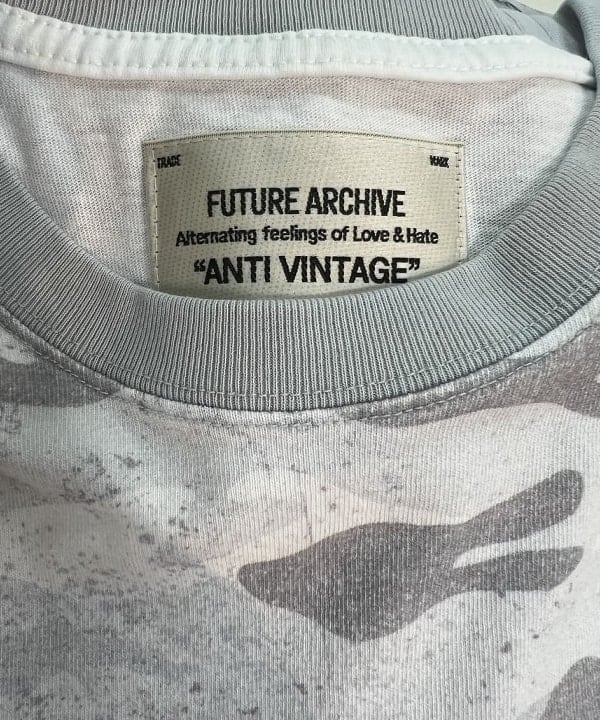 TRADE MARK
FUTURE ARCHIVE
Alternating feelings of Love & Hate
“ANTI VINTAGE”